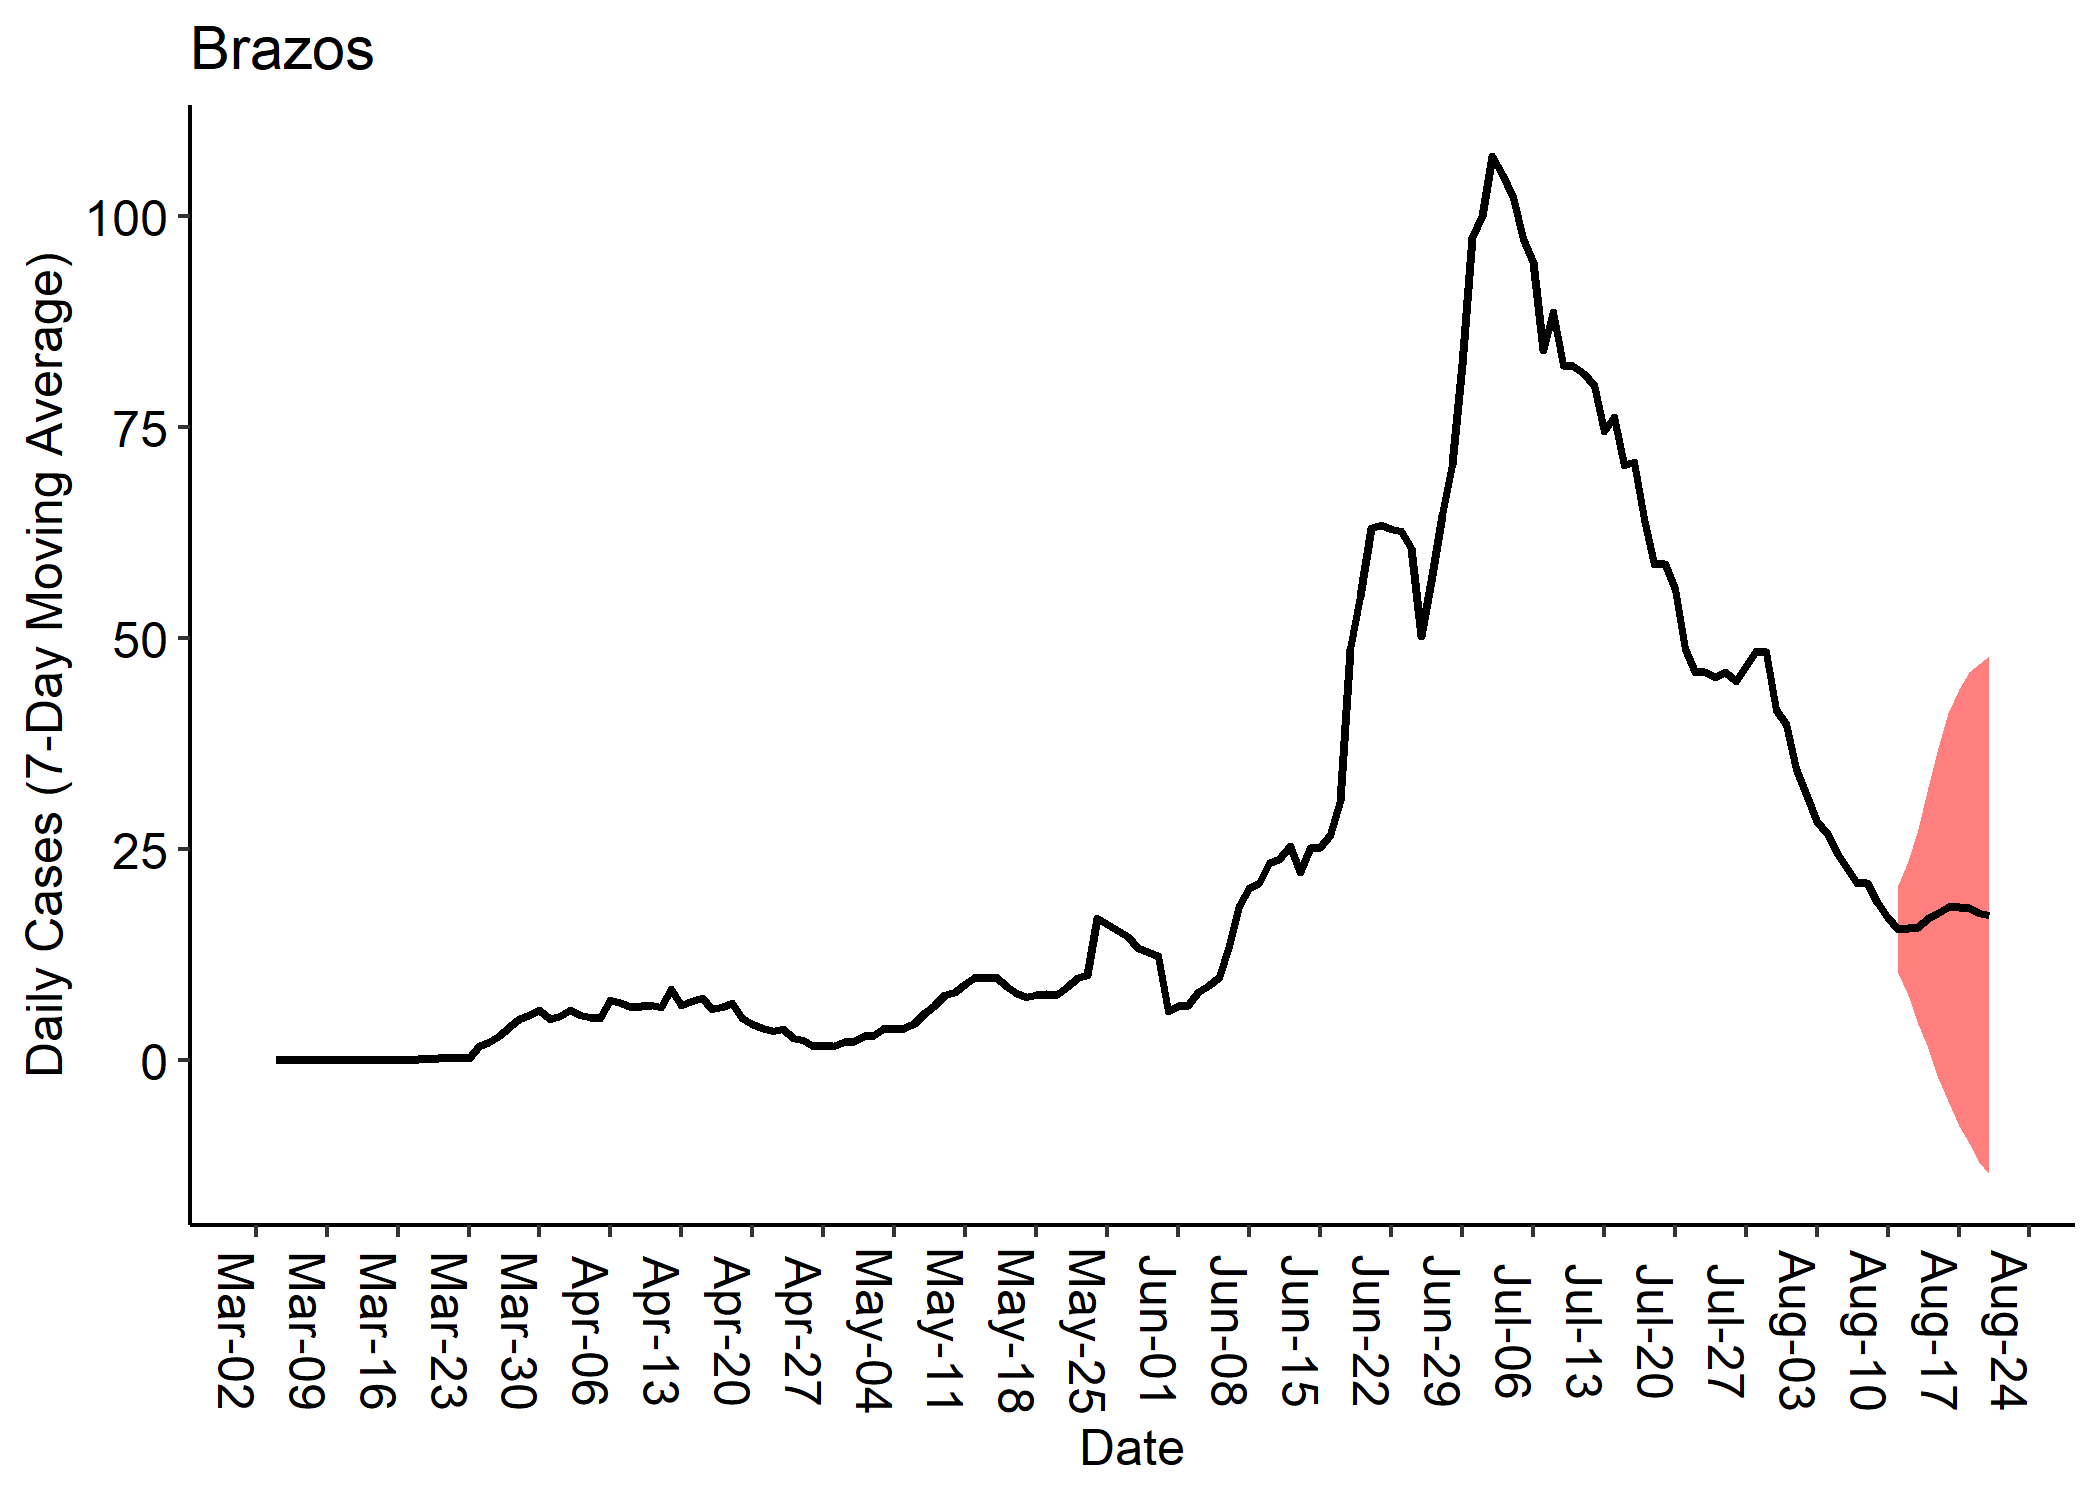 Brazos
Daily Cases (7-Day Moving Average)
100
75
50
25
0
Mar-02
Mar-09
Mar-16
Mar-23
Mar-30
Apr-06
Apr-13
Apr-20
Apr-27
May-04
May-11
May-18
May-25
Jun-01
Jun-08
Jun-15
Jun-22
Jun-29
Jul-06
Jul-13
Jul-20
Jul-27
Aug-03
Aug-10
Aug-17
Aug-24
Date